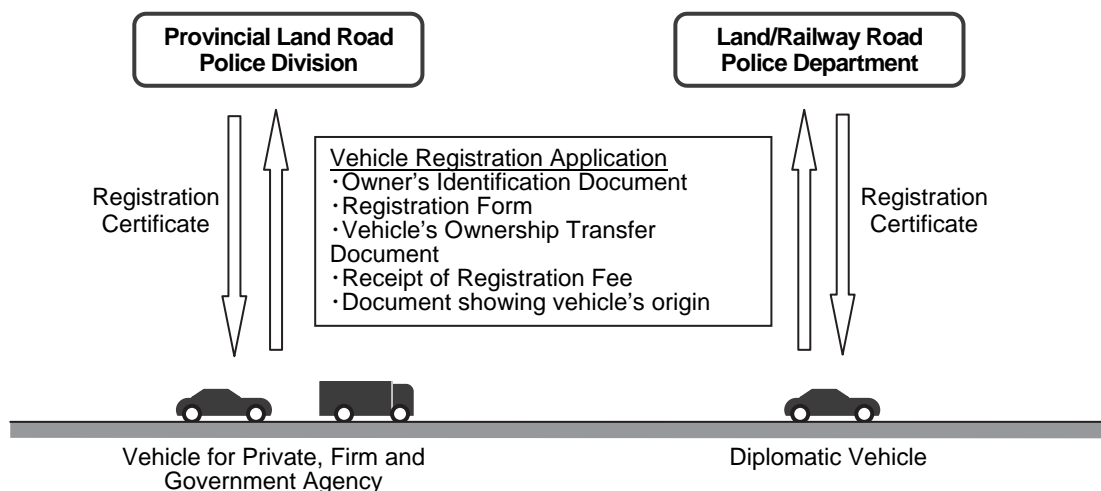 Provincial Land Road
Police Division
Land/Railway Road
Police Department
Registration
Certificate
Vehicle Registration Application
・Owner's Identification Document
・Registration Form
・Vehicle's Ownership Transfer
Document
・Receipt of Registration Fee
・Document showing vehicle's origin
Registration
Certificate
Vehicle for Private, Firm and
Government Agency
Diplomatic Vehicle